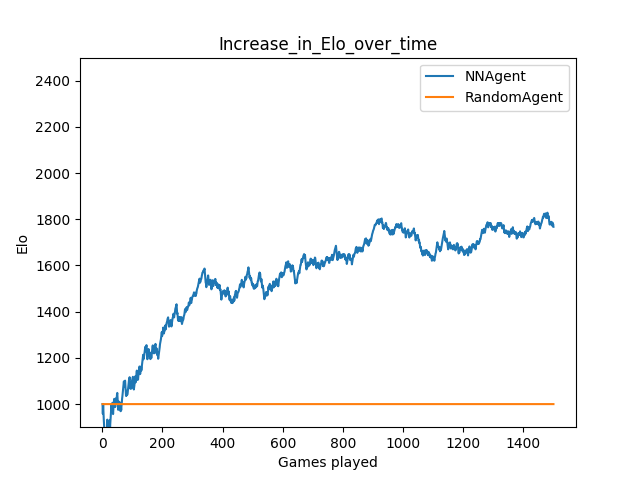 Increase_in_Elo_over_time
NNAgent
RandomAgent
2400
2200
2000
1800
1600
1400
1200
1000
Elo
0 200 400 600 800 1000 1200 1400
Games played